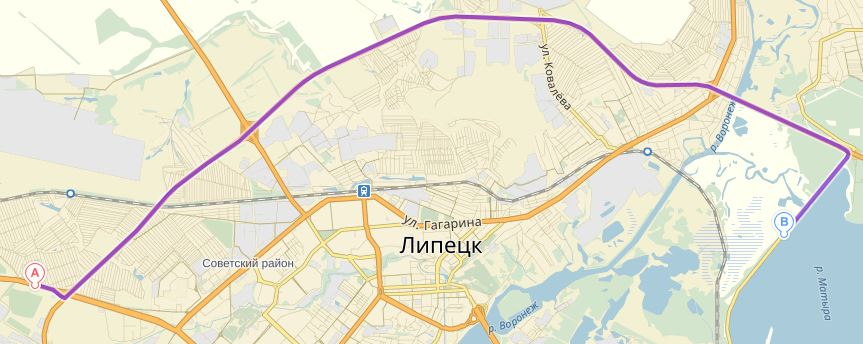 ул. Ковалёва
р. Воронеж
ул. Гагарина
Липецк
Советский район
A
B
р. Матыра
р. Воронеж